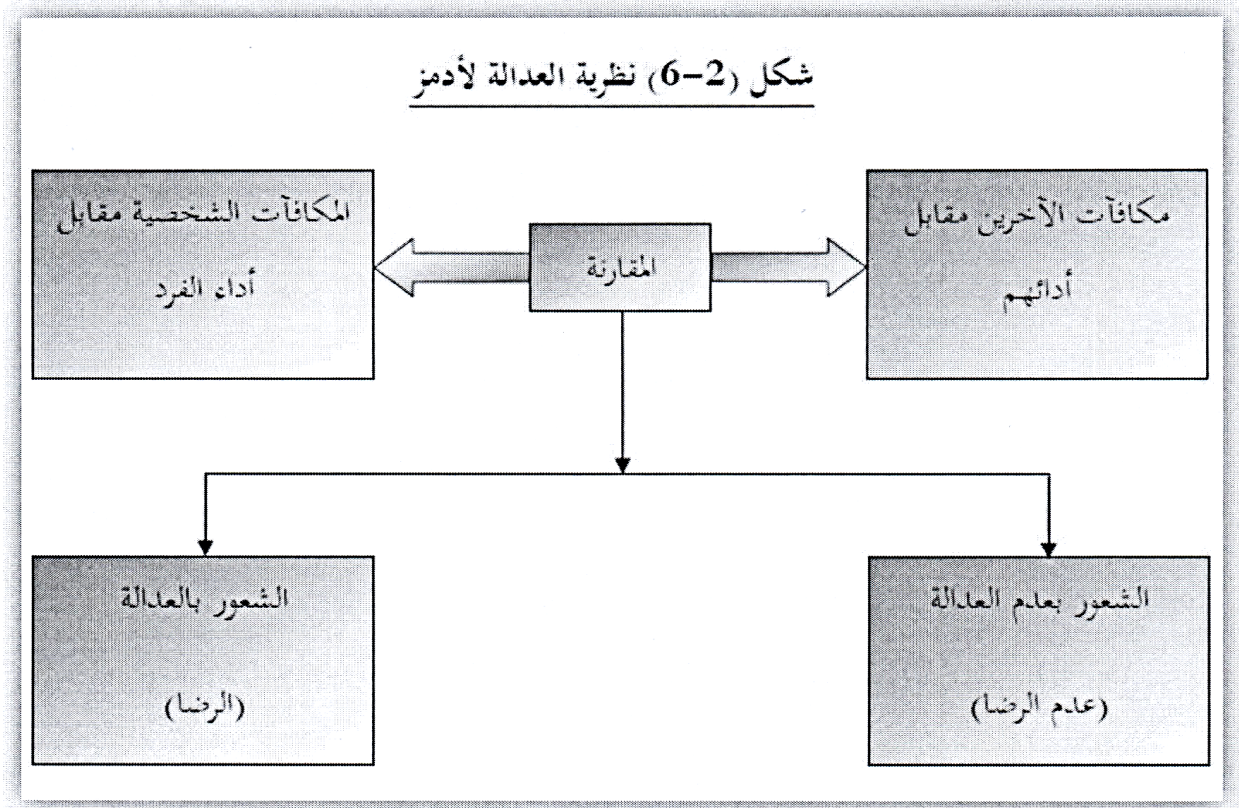 شكل (2-6) نظرية العدالة لأدمز
مكافآت الآخرين مقابل
أدائهم
المقارنة
المكافآت الشخصية مقابل
أداء الفرد
الشعور بعدم العدالة
(عدم الرضا)
الشعور بالعدالة
(الرضا)